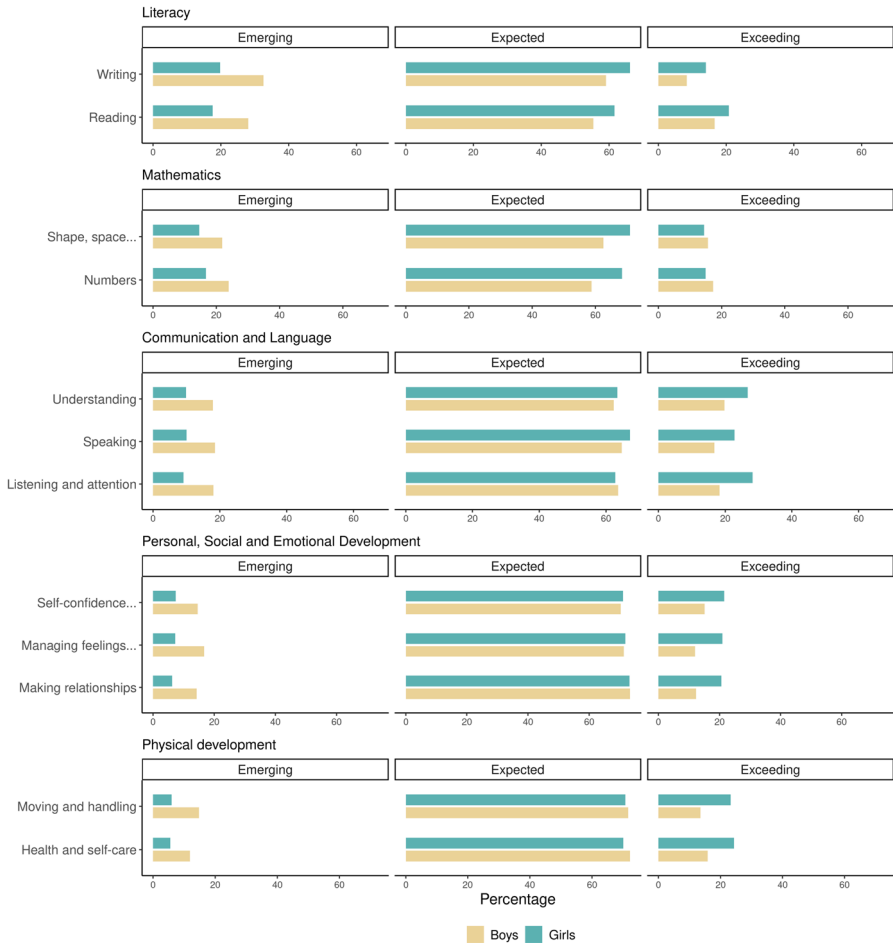 Literacy
Emerging Expected Exceeding
Writing
Reading
0 20 40 60 0 20 40 60 0 20 40 60
Mathematics
Emerging Expected Exceeding
Shape, space...
Numbers
0 20 40 60 0 20 40 60 0 20 40 60
Communication and Language
Emerging Expected Exceeding
Understanding
Speaking
Listening and attention
0 20 40 60 0 20 40 60 0 20 40 60
Personal, Social and Emotional Development
Emerging Expected Exceeding
Self-confidence...
Managing feelings...
Making relationships
0 20 40 60 0 20 40 60 0 20 40 60
Physical development
Emerging Expected Exceeding
Moving and handling
Health and self-care
0 20 40 60 0 20 40 60 0 20 40 60
Percentage
Boys Girls